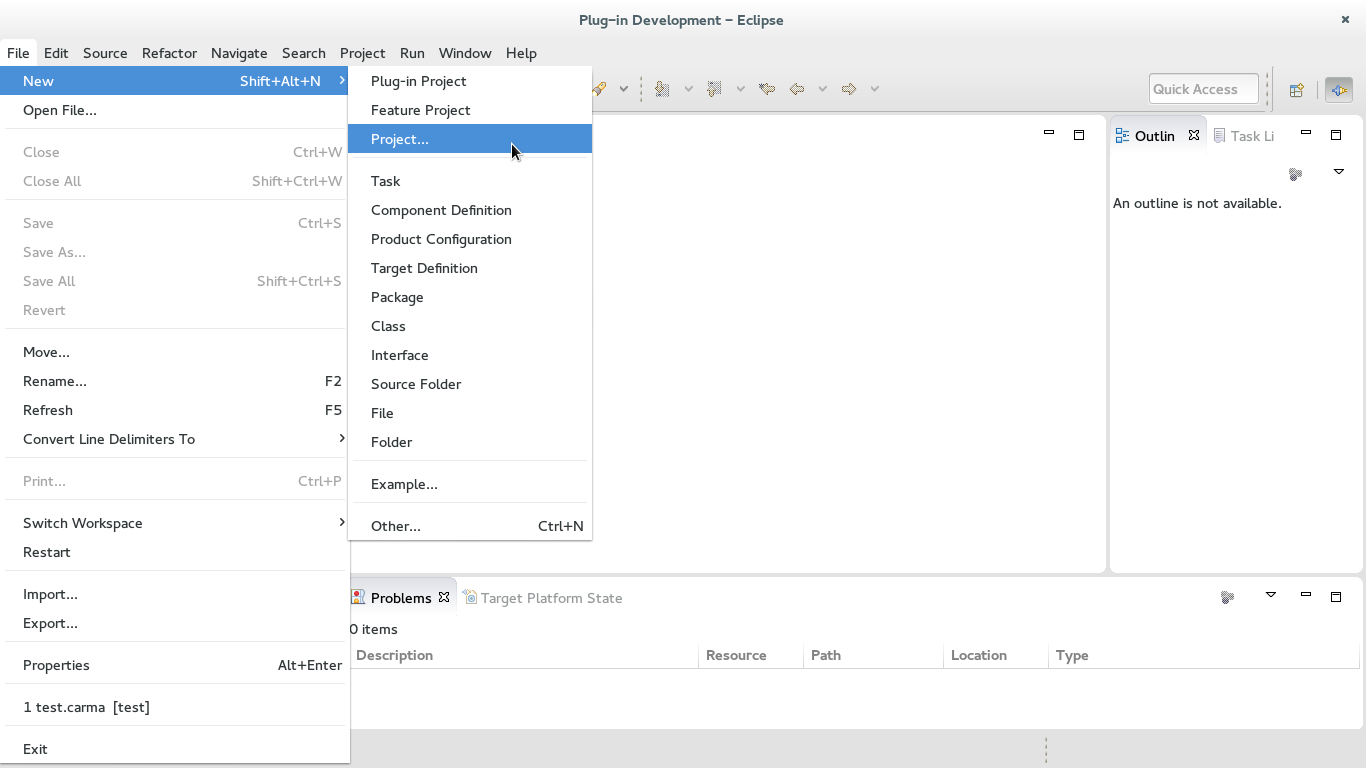 Plug-in Development – Eclipse
File Edit Source Refactor Navigate Search Project Run Window Help
New Shift+Alt+N
Open File...
Close Ctrl+W
Close All Shift+Ctrl+W
Save Ctrl+S
Save As...
Save All Shift+Ctrl+S
Revert
Move...
Rename... F2
Refresh F5
Convert Line Delimiters To
Print... Ctrl+P
Switch Workspace
Restart
Import...
Export...
Properties Alt+Enter
1 test.carma [test]
Exit
Plug-in Project
Feature Project
Project...
Task
Component Definition
Product Configuration
Target Definition
Package
Class
Interface
Source Folder
File
Folder
Example...
Other... Ctrl+N
Quick Access
Outlin Task Li
An outline is not available.
Problems Target Platform State
0 items
Description Resource Path Location Type